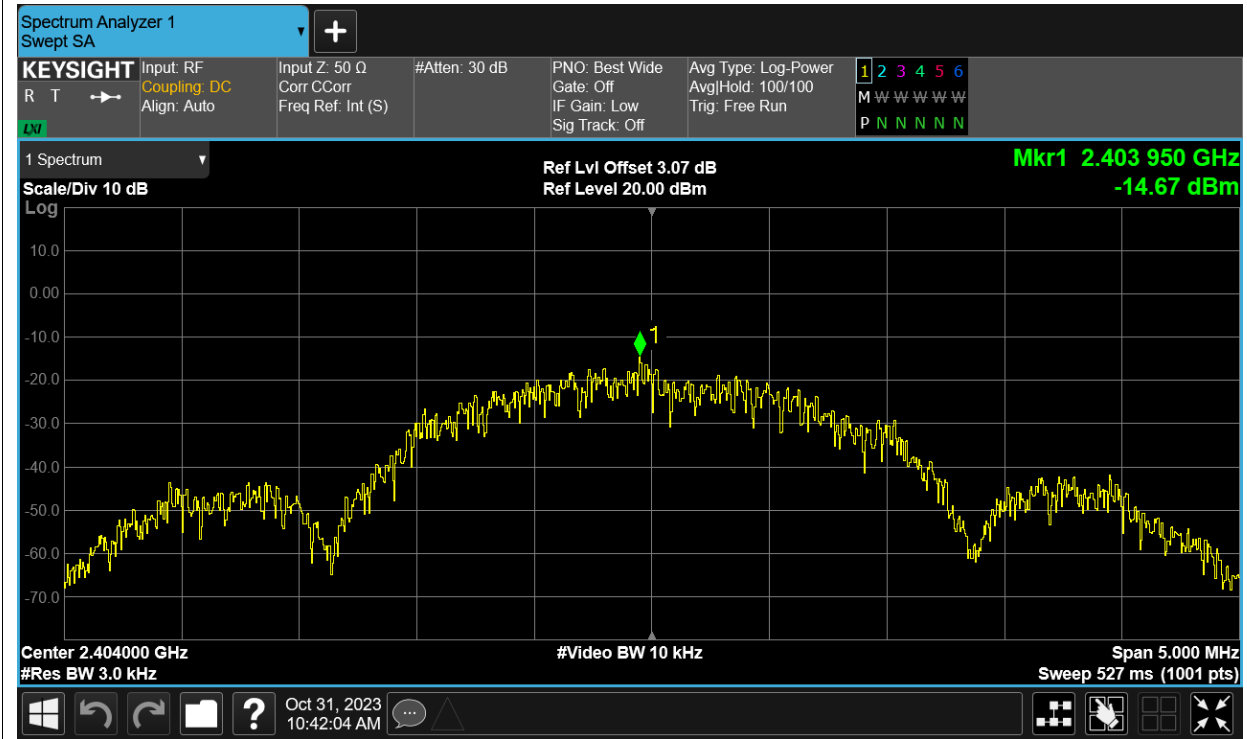 Spectrum Analyzer 1
Swept SA
+
KEYSIGHT
R T
LXI
Input: RF
Coupling: DC
Align: Auto
Input Z: 50 Ω
Corr CCorr
Freq Ref: Int (S)
#Atten: 30 dB
PNO: Best Wide
Gate: Off
IF Gain: Low
Sig Track: Off
Avg Type: Log-Power
Avg|Hold: 100/100
Trig: Free Run
1 2 3 4 5 6
M W W W W W
P N N N N N
1 Spectrum
Scale/Div 10 dB
Ref Lvl Offset 3.07 dB
Ref Level 20.00 dBm
Mkr1 2.403 950 GHz
-14.67 dBm
Log
10.0
0.00
-10.0
-20.0
-30.0
-40.0
-50.0
-60.0
-70.0
1
Center 2.404000 GHz
#Res BW 3.0 kHz
#Video BW 10 kHz
Span 5.000 MHz
Sweep 527 ms (1001 pts)
?
Oct 31, 2023
10:42:04 AM